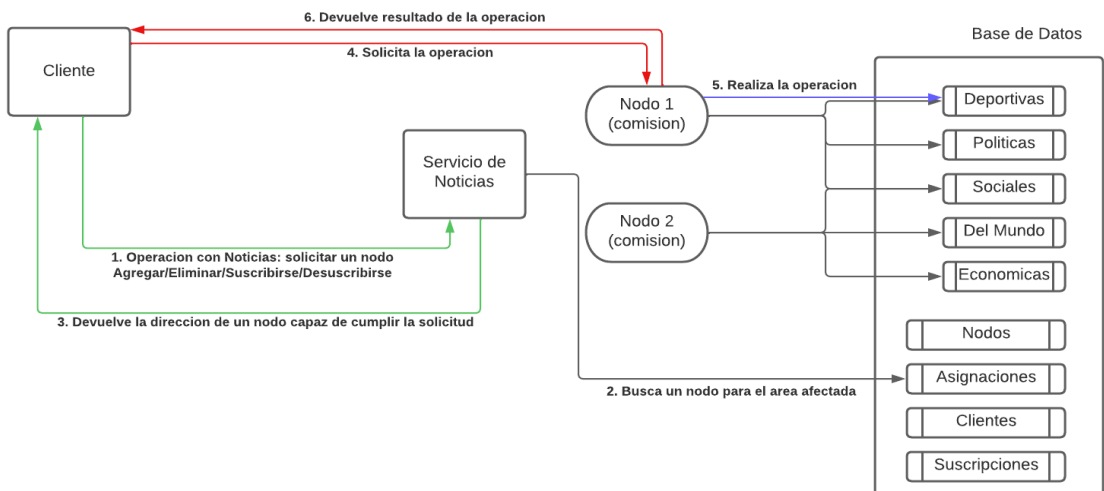 6. Devuelve resultado de la operacion
Base de Datos
4. Solicita la operacion
Cliente
5. Realiza la operacion
Nodo 1
(comision)
Deportivas
Politicas
Servicio de
Noticias
Sociales
Nodo 2
(comision)
Del Mundo
1. Operacion con Noticias: solicitar un nodo
Agregar/Eliminar/Suscribirse/Desuscribirse
Economicas
3. Devuelve la direccion de un nodo capaz de cumplir la solicitud
Nodos
2. Busca un nodo para el area afectada
Asignaciones
Clientes
Suscripciones